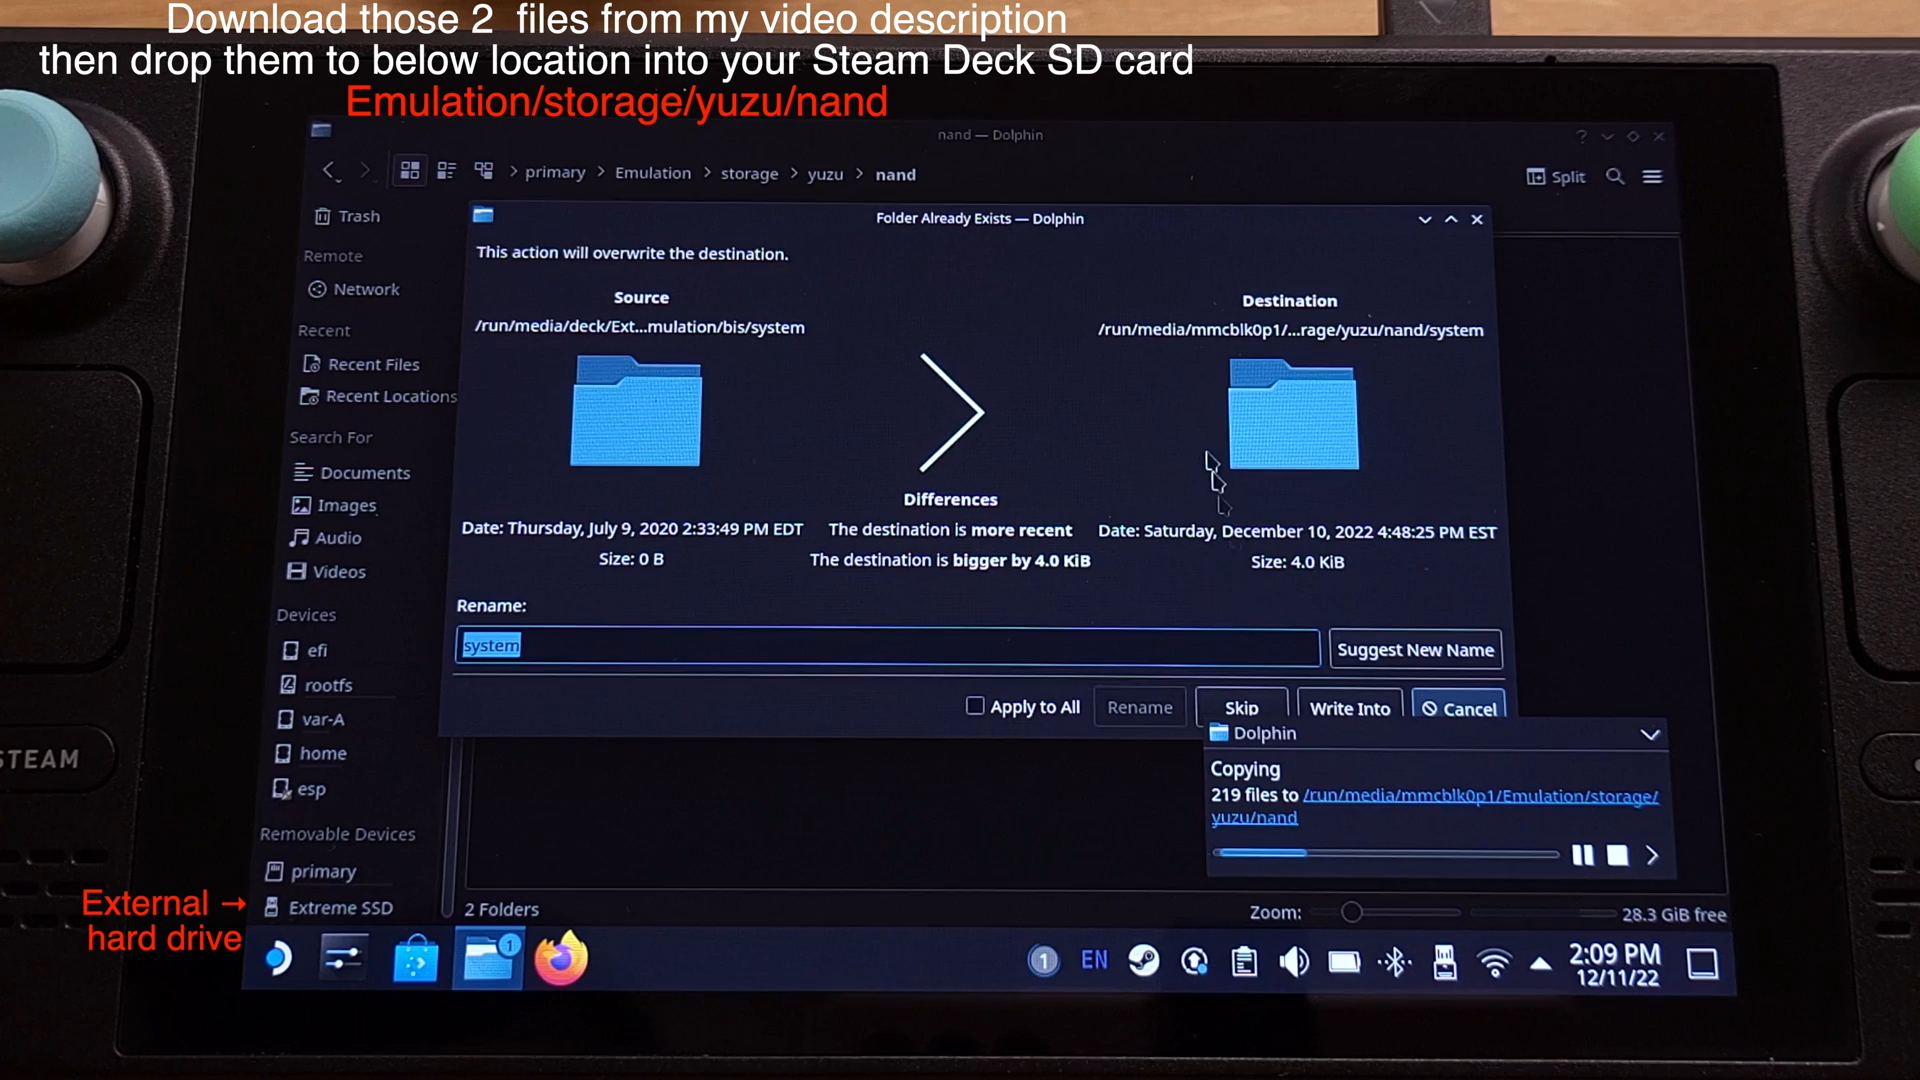 Download those 2 files from my video description
then drop them to below location into your Steam Deck SD card
Emulation/storage/yuzu/nand
nand — Dolphin
primary > Emulation > storage > yuzu > nand
Split
Trash
Remote
Network
Recent
Recent Files
Recent Locations
Search For
Documents
Images
Audio
Videos
Devices
efi
rootfs
var-A
home
esp
Removable Devices
primary
Extreme SSD
Folder Already Exists — Dolphin
This action will overwrite the destination.
Source
/run/media/deck/Ext...mulation/bis/system
Destination
/run/media/mmcblk0p1/...rage/yuzu/nand/system
Differences
Date: Thursday, July 9, 2020 2:33:49 PM EDT
The destination is more recent
Date: Saturday, December 10, 2022 4:48:25 PM EST
Size: 0 B
The destination is bigger by 4.0 KiB
Size: 4.0 KiB
Rename:
system
Suggest New Name
Apply to All
Rename
Skip
Write Into
Cancel
Dolphin
Copying
219 files to /run/media/mmcblk0p1/Emulation/storage/
yuzu/nand
STEAM
External →
hard drive
2 Folders
Zoom:
28.3 GiB free
1
1
EN
2:09 PM
12/11/22